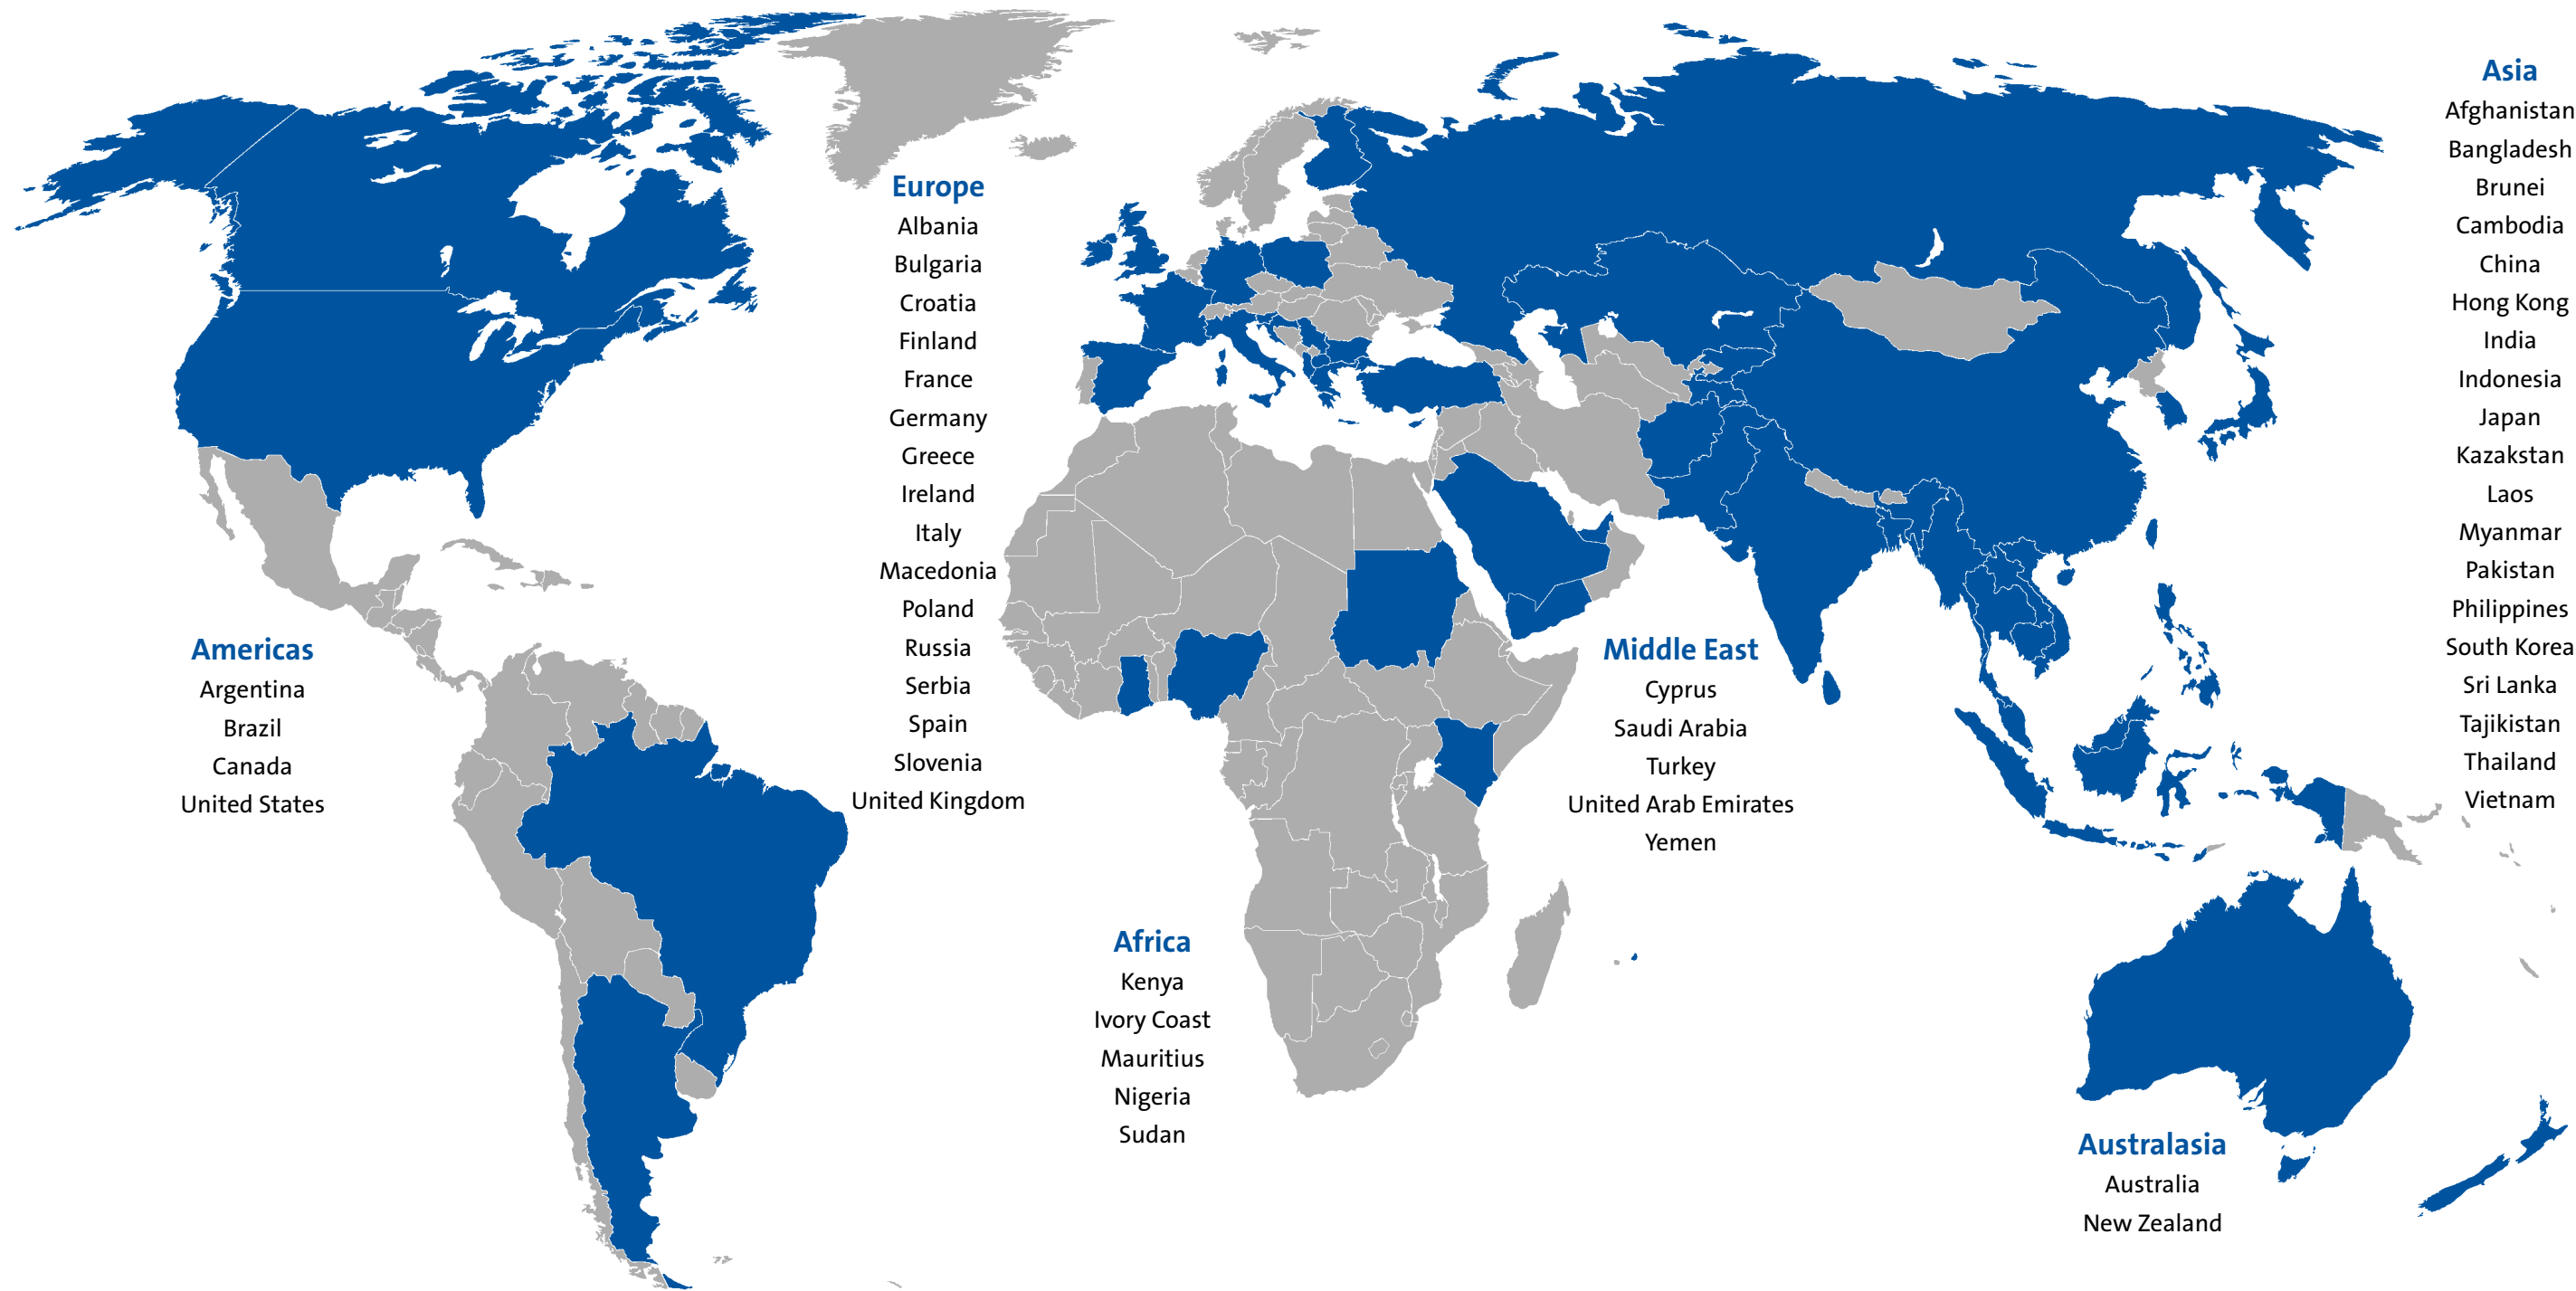 Americas
Argentina
Brazil
Canada
United States
Europe
Albania
Bulgaria
Croatia
Finland
France
Germany
Greece
Ireland
Italy
Macedonia
Poland
Russia
Serbia
Spain
Slovenia
United Kingdom
Africa
Kenya
Ivory Coast
Mauritius
Nigeria
Sudan
Middle East
Cyprus
Saudi Arabia
Turkey
United Arab Emirates
Yemen
Asia
Afghanistan
Bangladesh
Brunei
Cambodia
China
Hong Kong
India
Indonesia
Japan
Kazakstan
Laos
Myanmar
Pakistan
Philippines
South Korea
Sri Lanka
Tajikistan
Thailand
Vietnam
Australasia
Australia
New Zealand